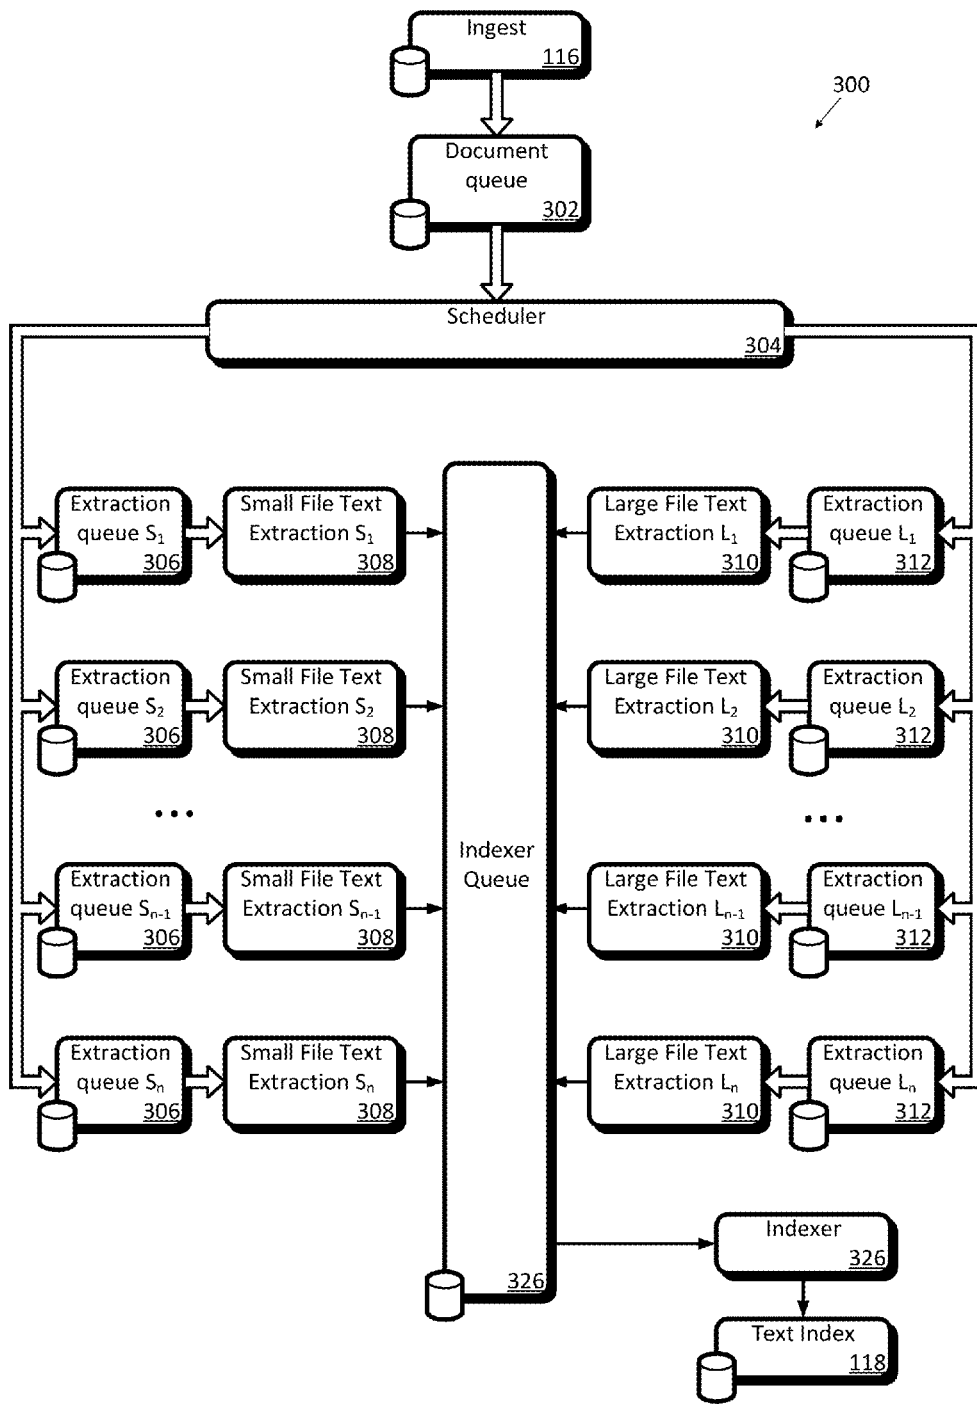 Ingest
116
300
Document
queue
302
Scheduler
304
Extraction
queue S₁
306
Small File Text
Extraction S₁
308
Large File Text
Extraction L₁
310
Extraction
queue L₁
312
Extraction
queue S₂
306
Small File Text
Extraction S₂
308
Large File Text
Extraction L₂
310
Extraction
queue L₂
312
...
...
Indexer
Queue
326
Extraction
queue Sₙ₋₁
306
Small File Text
Extraction Sₙ₋₁
308
Large File Text
Extraction Lₙ₋₁
310
Extraction
queue Lₙ₋₁
312
Extraction
queue Sₙ
306
Small File Text
Extraction Sₙ
308
Large File Text
Extraction Lₙ
310
Extraction
queue Lₙ
312
Indexer
326
Text Index
118